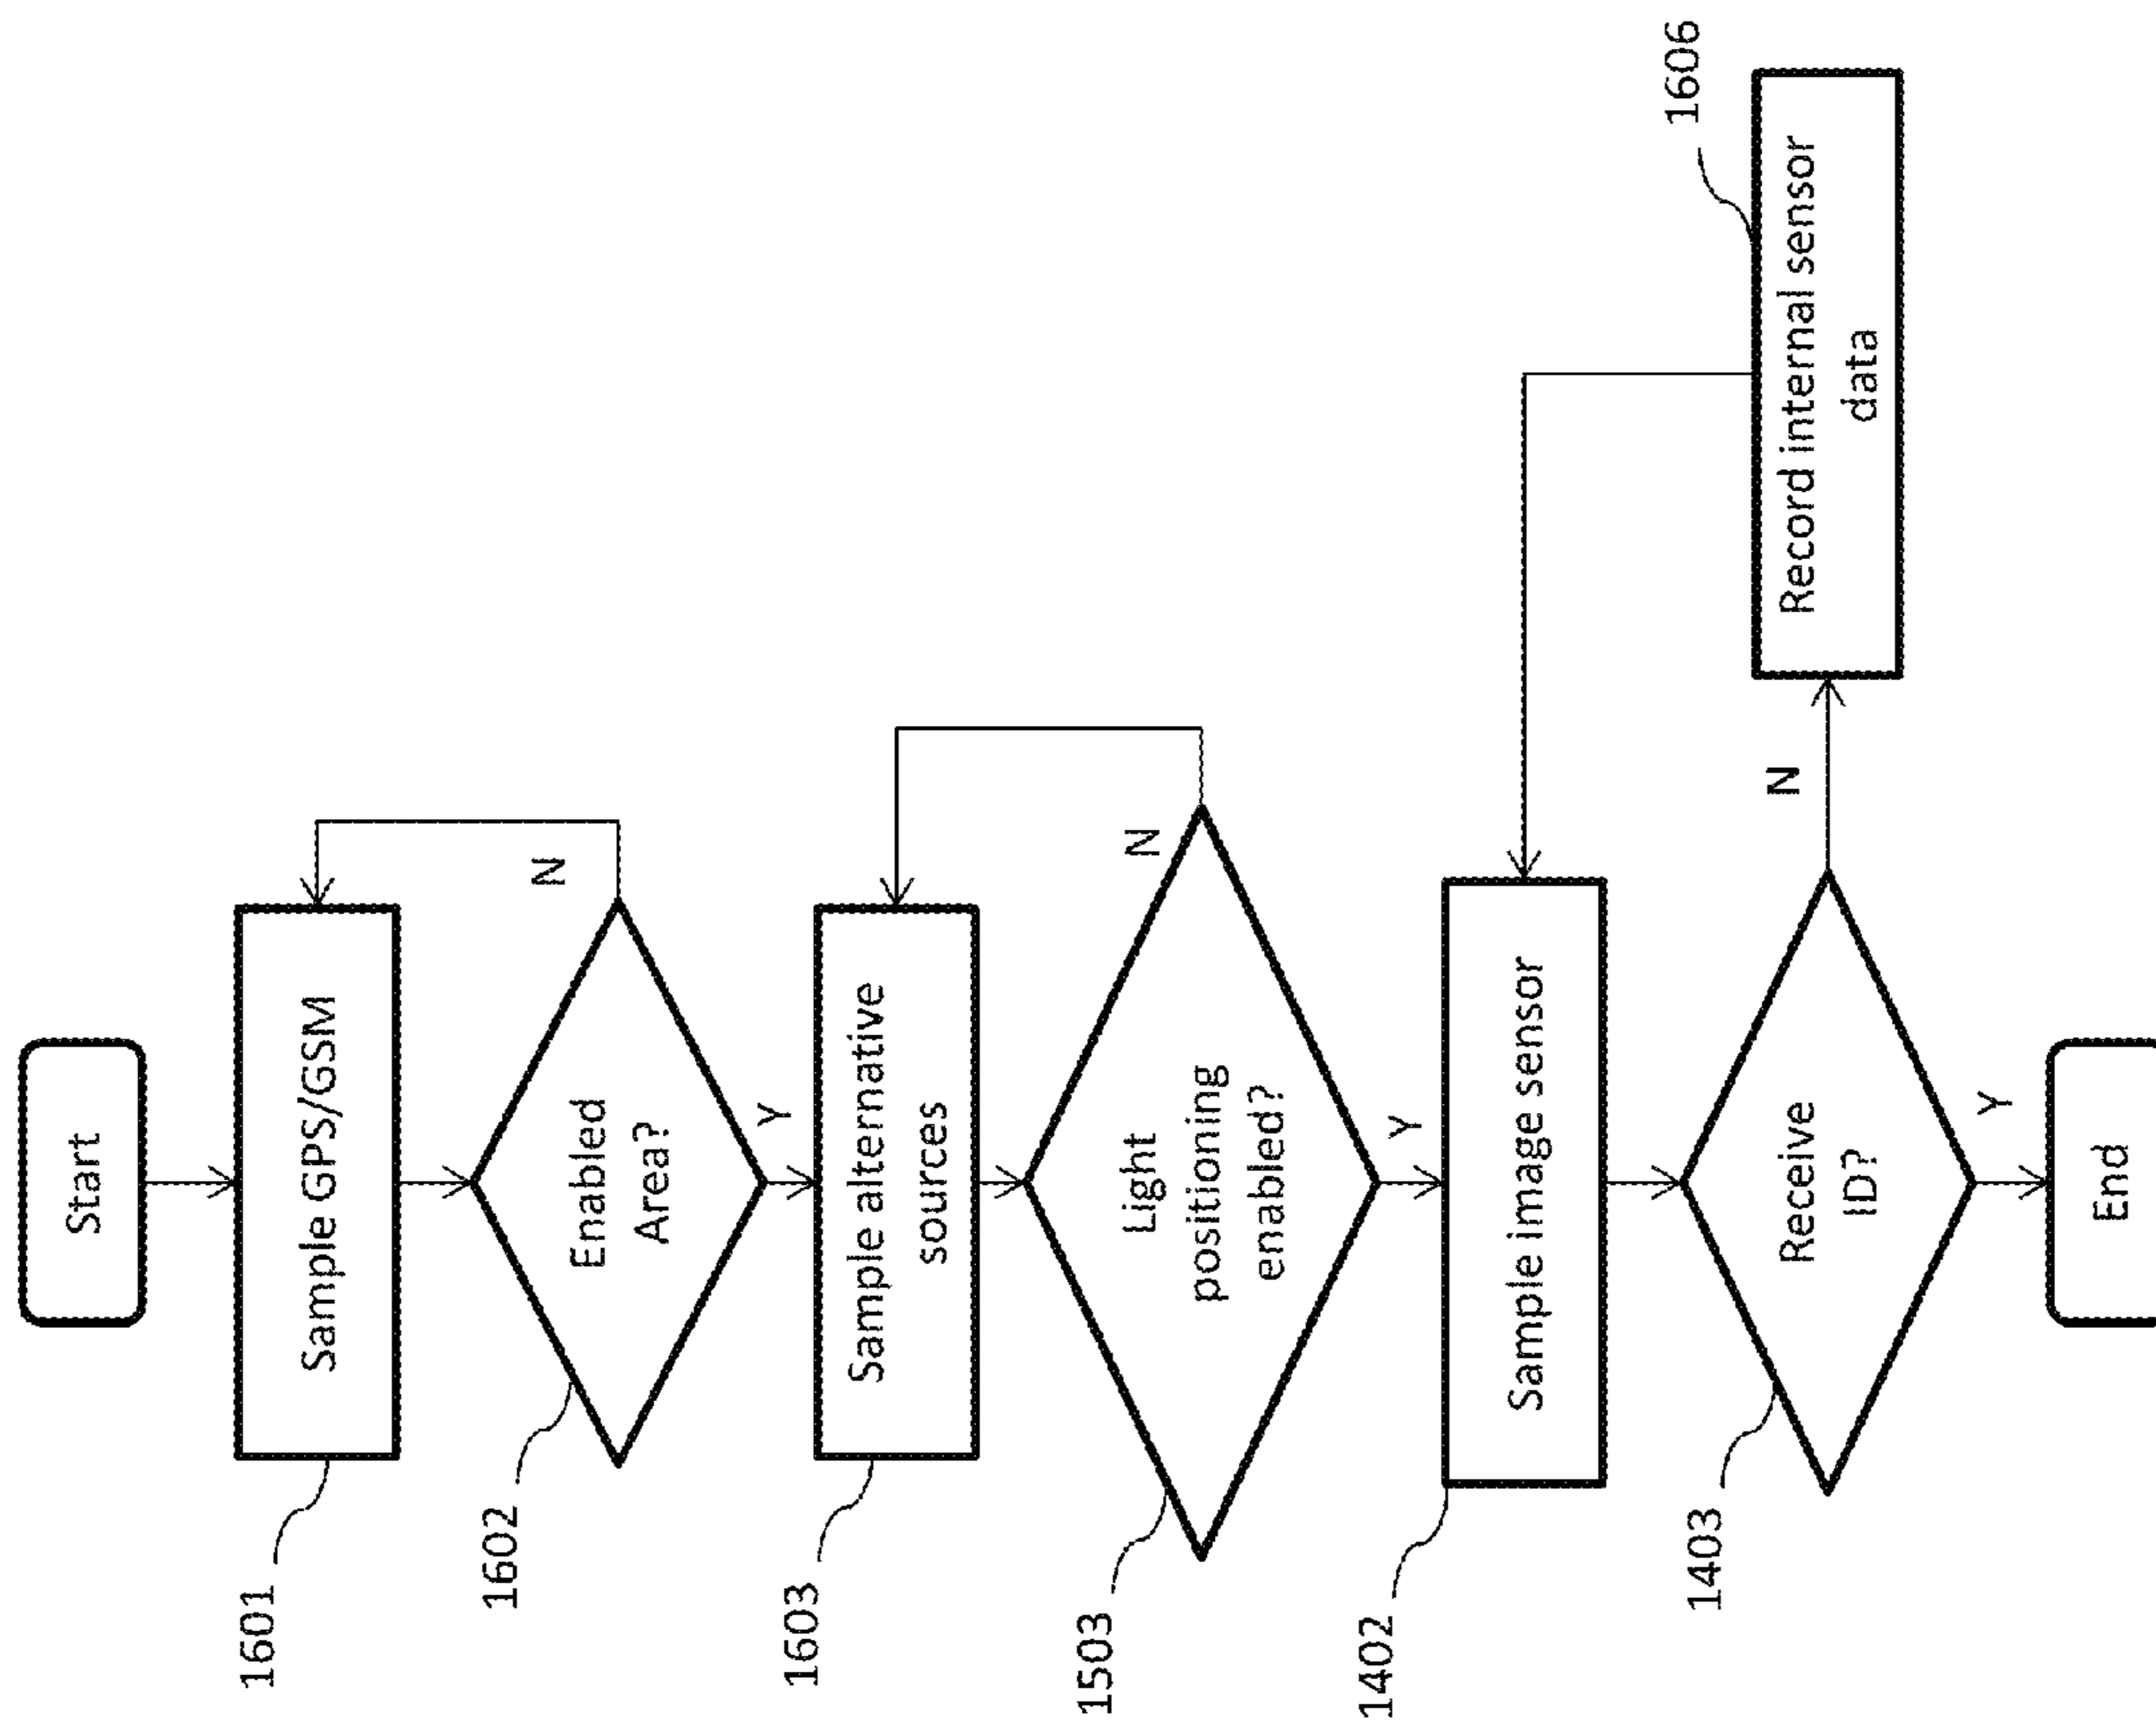 Start
1601
Sample GPS/GSM
1602
Enabled
Area?
N
Y
1603
Sample alternative
sources
1503
Light
positioning
enabled?
N
Y
1402
Sample image sensor
1403
Receive
ID?
N
1606
Record internal sensor
data
Y
End